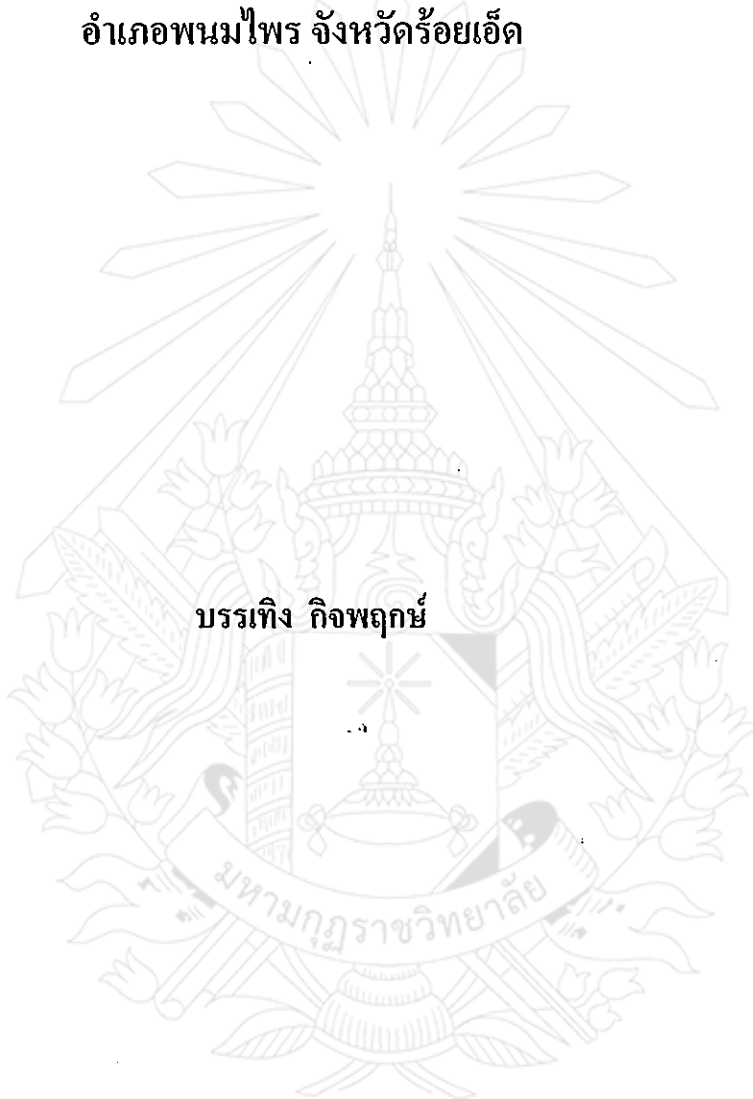 อำเภอพนมไพร จังหวัดร้อยเอ็ด
บรรเทิง กิจพฤกษ์
มหามกุฏราชวิทยาลัย